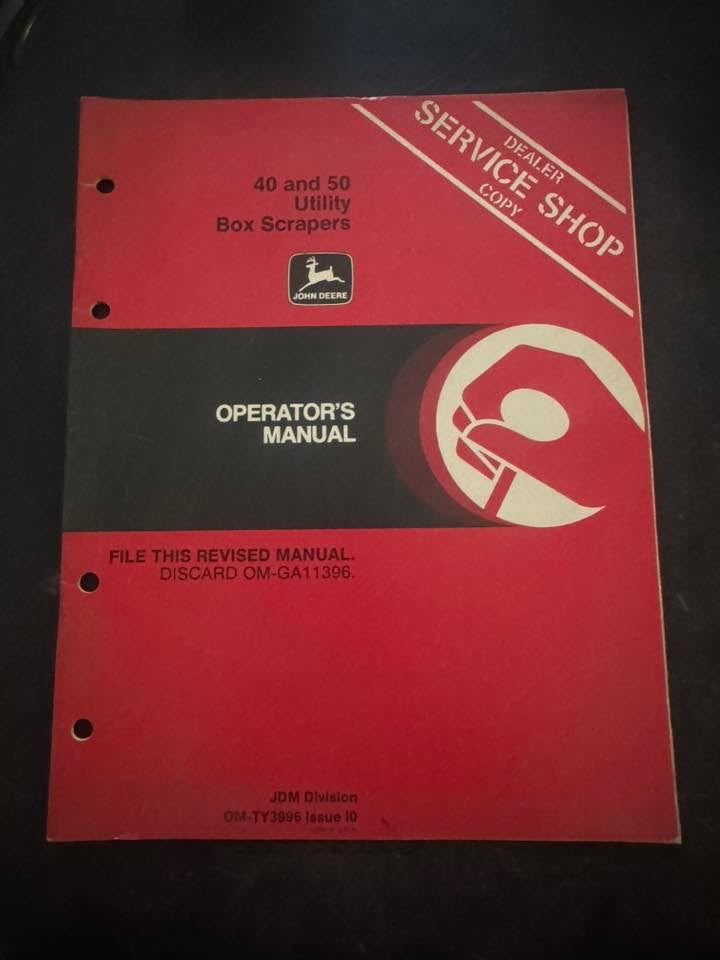 DEALER
SERVICE SHOP
COPY
40 and 50
Utility
Box Scrapers
JOHN DEERE
OPERATOR'S
MANUAL
FILE THIS REVISED MANUAL.
DISCARD OM-GA11396.
JDM Division
OM-TY3996 Issue I0